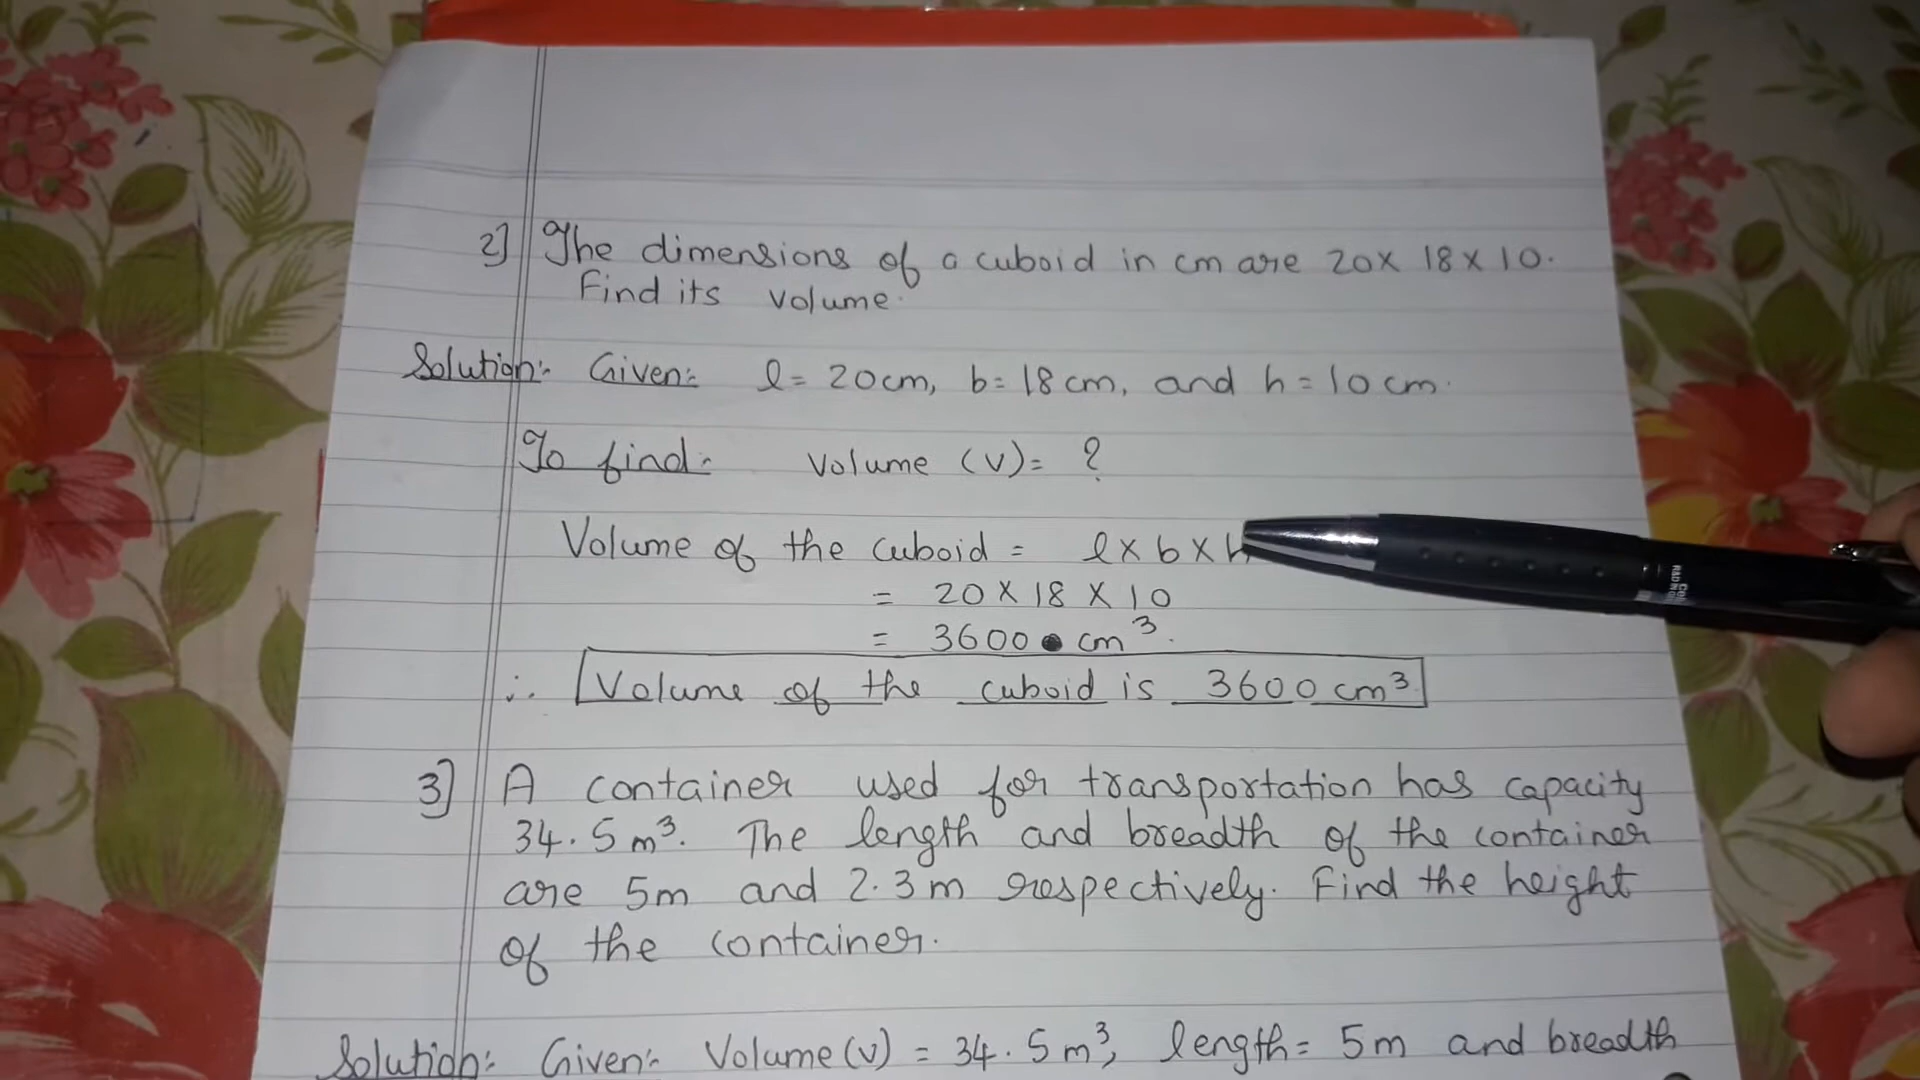 2] The dimensions of a cuboid in cm are 20 x 18 x 10.
Find its volume.
Solution:- Given:- l = 20cm, b = 18 cm, and h = 10 cm.
To find:- Volume (V) = ?
Volume of the cuboid = l x b x h
= 20 x 18 x 10
= 3600 cm³.
∴ Volume of the cuboid is 3600 cm³.
3] A container used for transportation has capacity
34.5 m³. The length and breadth of the container
are 5m and 2.3 m respectively. Find the height
of the container.
Solution:- Given:- Volume (V) = 34.5 m³, length = 5m and breadth